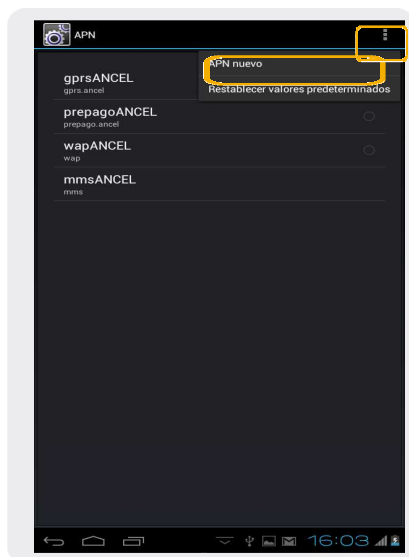 APN
APN nuevo
Restablecer valores predeterminados
gprsANCEL
gprs.ancel
prepagoANCEL
prepago.ancel
wapANCEL
wap
mmsANCEL
mms
16:03